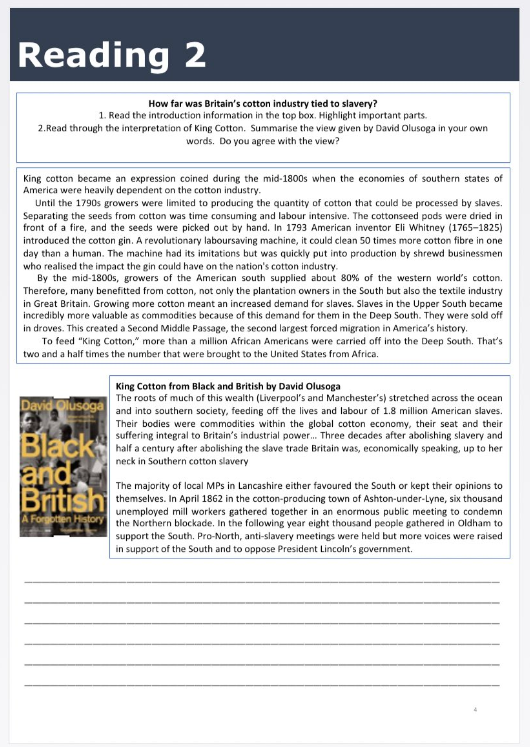 Reading 2
How far was Britain's cotton industry tied to slavery?
1. Read the introduction information in the top box. Highlight important parts.
2.Read through the interpretation of King Cotton.  Summarise the view given by David Olusoga in your own
words.  Do you agree with the view?
King cotton became an expression coined during the mid-1800s when the economies of southern states of
America were heavily dependent on the cotton industry.
Until the 1790s growers were limited to producing the quantity of cotton that could be processed by slaves.
Separating the seeds from cotton was time consuming and labour intensive. The cottonseed pods were dried in
front of a fire, and the seeds were picked out by hand. In 1793 American inventor Eli Whitney (1765–1825)
introduced the cotton gin. A revolutionary laboursaving machine, it could clean 50 times more cotton fibre in one
day than a human. The machine had its imitations but was quickly put into production by shrewd businessmen
who realised the impact the gin could have on the nation's cotton industry.
By the mid-1800s, growers of the American south supplied about 80% of the western world's cotton.
Therefore, many benefitted from cotton, not only the plantation owners in the South but also the textile industry
in Great Britain. Growing more cotton meant an increased demand for slaves. Slaves in the Upper South became
incredibly more valuable as commodities because of this demand for them in the Deep South. They were sold off
in droves. This created a Second Middle Passage, the second largest forced migration in America's history.
To feed "King Cotton," more than a million African Americans were carried off into the Deep South. That's
two and a half times the number that were brought to the United States from Africa.
King Cotton from Black and British by David Olusoga
The roots of much of this wealth (Liverpool's and Manchester's) stretched across the ocean
and into southern society, feeding off the lives and labour of 1.8 million American slaves.
Their bodies were commodities within the global cotton economy, their seat and their
suffering integral to Britain's industrial power… Three decades after abolishing slavery and
half a century after abolishing the slave trade Britain was, economically speaking, up to her
neck in Southern cotton slavery
The majority of local MPs in Lancashire either favoured the South or kept their opinions to
themselves. In April 1862 in the cotton-producing town of Ashton-under-Lyne, six thousand
unemployed mill workers gathered together in an enormous public meeting to condemn
the Northern blockade. In the following year eight thousand people gathered in Oldham to
support the South. Pro-North, anti-slavery meetings were held but more voices were raised
in support of the South and to oppose President Lincoln's government.
David Olusoga
Black
and
British
A Forgotten History
4